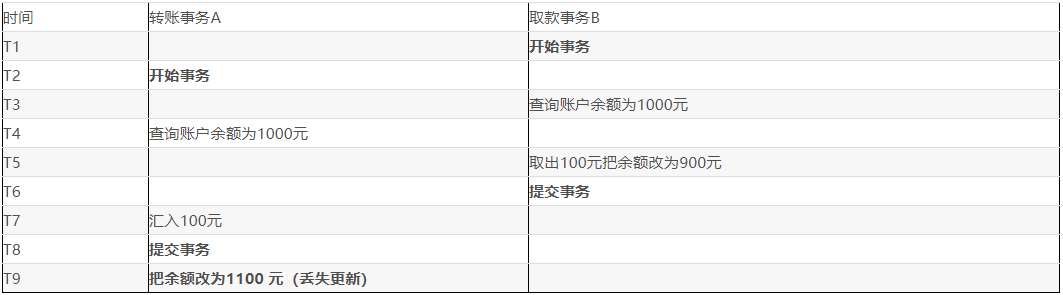 时间 转账事务A 取款事务B
T1 开始事务
T2 开始事务
T3 查询账户余额为1000元
T4 查询账户余额为1000元
T5 取出100元把余额改为900元
T6 提交事务
T7 汇入100元
T8 提交事务
T9 把余额改为1100 元（丢失更新）